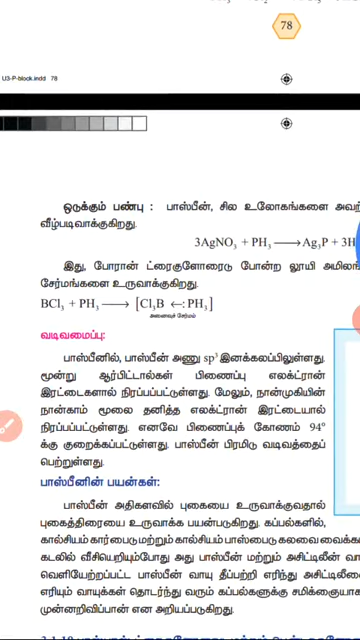 78
U3-P-block.indd 78
ஒடுக்கும் பண்பு : பாஸ்பீன், சில உலோகங்களை அவற்
வீழ்படிவாக்குகிறது.
3AgNO₃ + PH₃ ⟶ Ag₃P + 3H
இது, போரான் ட்ரைகுளோரைடு போன்ற லூயி அமிலங்
சேர்மங்களை உருவாக்குகிறது.
BCl₃ + PH₃ ⟶ [Cl₃B ←: PH₃]
அணைவுச் சேர்மம்
வடிவமைப்பு:
பாஸ்பீனில், பாஸ்பீன் அணு sp³ இனக்கலப்பிலுள்ளது.
மூன்று ஆர்பிட்டால்கள் பிணைப்பு எலக்ட்ரான்
இரட்டைகளால் நிரப்பப்பட்டுள்ளது. மேலும், நான்முகியின்
நான்காம் மூலை தனித்த எலக்ட்ரான் இரட்டையால்
நிரப்பப்பட்டுள்ளது. எனவே பிணைப்புக் கோணம் 94°
க்கு குறைக்கப்பட்டுள்ளது. பாஸ்பீன் பிரமிடு வடிவத்தைப்
பெற்றுள்ளது.
பாஸ்பீனின் பயன்கள்:
பாஸ்பீன் அதிகளவில் புகையை உருவாக்குவதால்
புகைத்திரையை உருவாக்க பயன்படுகிறது. கப்பல்களில்,
கால்சியம் கார்பைடு மற்றும் கால்சியம் பாஸ்பைடு கலவை வைக்க
கடலில் வீசியெறியும்போது அது பாஸ்பீன் மற்றும் அசிட்டிலீன் வா
வெளியேற்றப்பட்ட பாஸ்பீன் வாயு தீப்பற்றி எரிந்து அசிட்டிலீனை
எரியும் வாயுக்கள் தொடர்ந்து வரும் கப்பல்களுக்கு சமிக்ஞையாக
முன்னறிவிப்பான் என அறியப்படுகிறது.